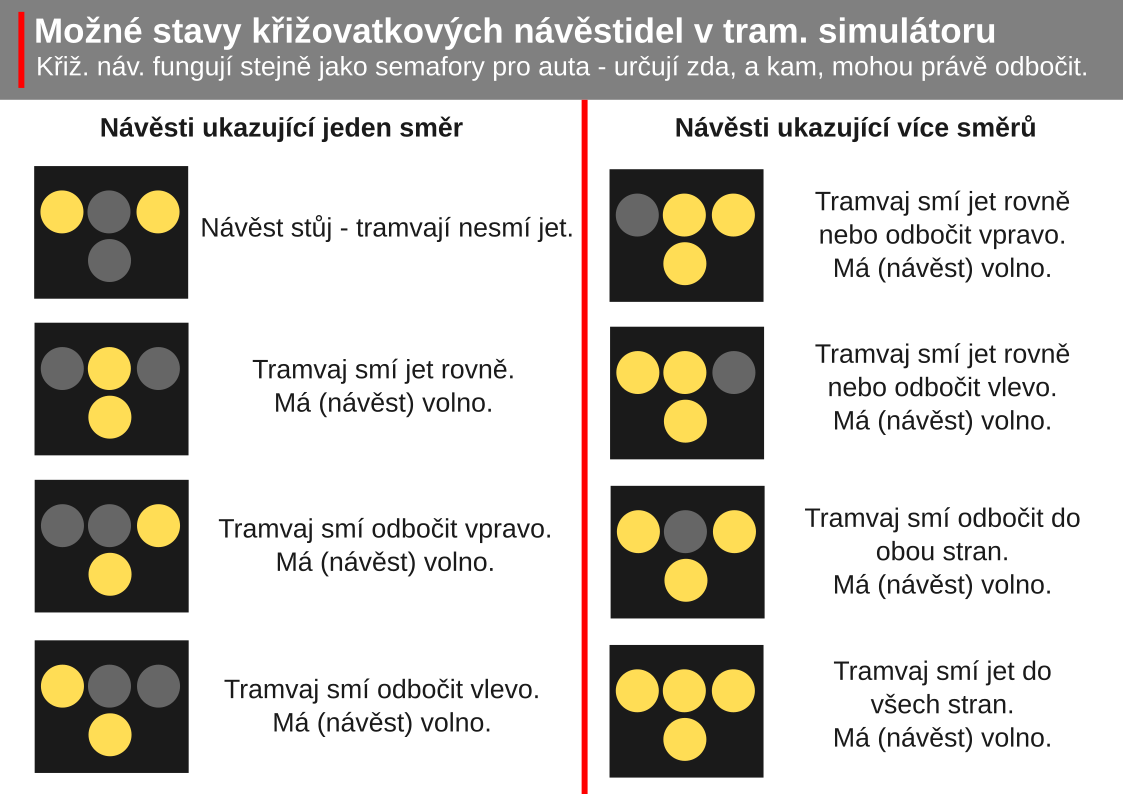 Možné stavy křižovatkových návěstidel v tram. simulátoru
Křiž. náv. fungují stejně jako semafory pro auta - určují zda, a kam, mohou právě odbočit.
Návěsti ukazující jeden směr
Návěst stůj - tramvají nesmí jet.
Tramvaj smí jet rovně.
Má (návěst) volno.
Tramvaj smí odbočit vpravo.
Má (návěst) volno.
Tramvaj smí odbočit vlevo.
Má (návěst) volno.
Návěsti ukazující více směrů
Tramvaj smí jet rovně
nebo odbočit vpravo.
Má (návěst) volno.
Tramvaj smí jet rovně
nebo odbočit vlevo.
Má (návěst) volno.
Tramvaj smí odbočit do
obou stran.
Má (návěst) volno.
Tramvaj smí jet do
všech stran.
Má (návěst) volno.